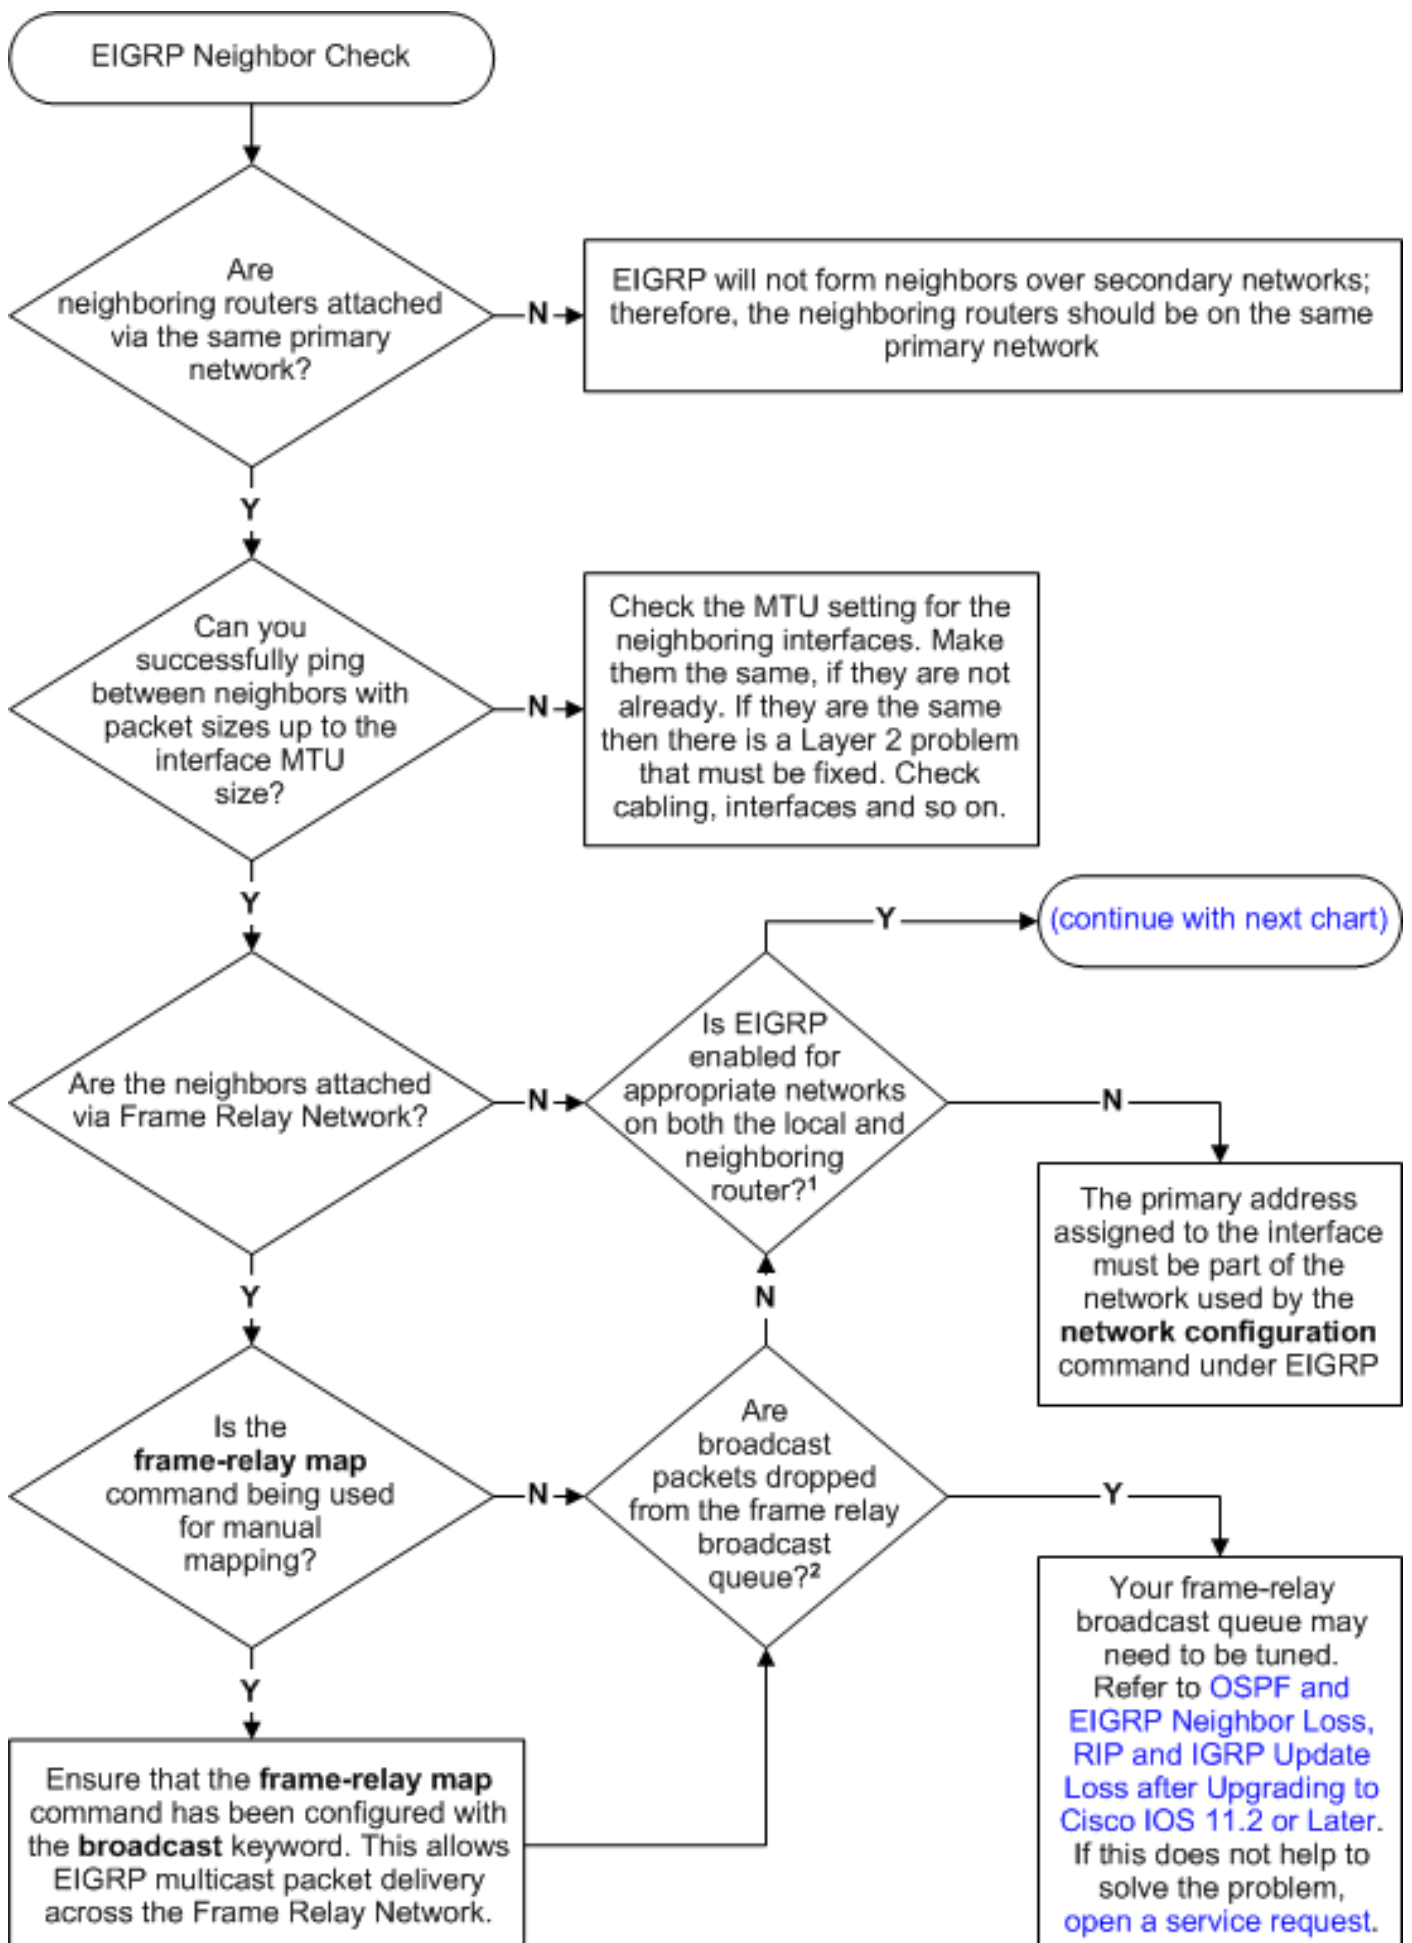 EIGRP Neighbor Check
Are
neighboring routers attached
via the same primary
network?
N
EIGRP will not form neighbors over secondary networks;
therefore, the neighboring routers should be on the same
primary network
Y
Can you
successfully ping
between neighbors with
packet sizes up to the
interface MTU
size?
N
Check the MTU setting for the
neighboring interfaces. Make
them the same, if they are not
already. If they are the same
then there is a Layer 2 problem
that must be fixed. Check
cabling, interfaces and so on.
Y
Are the neighbors attached
via Frame Relay Network?
N
Is EIGRP
enabled for
appropriate networks
on both the local and
neighboring
router?¹
Y
(continue with next chart)
N
The primary address
assigned to the interface
must be part of the
network used by the
network configuration
command under EIGRP
Y
Is the
frame-relay map
command being used
for manual
mapping?
N
Are
broadcast
packets dropped
from the frame relay
broadcast
queue?²
N
Y
Your frame-relay
broadcast queue may
need to be tuned.
Refer to OSPF and
EIGRP Neighbor Loss,
RIP and IGRP Update
Loss after Upgrading to
Cisco IOS 11.2 or Later.
If this does not help to
solve the problem,
open a service request.
Y
Ensure that the frame-relay map
command has been configured with
the broadcast keyword. This allows
EIGRP multicast packet delivery
across the Frame Relay Network.